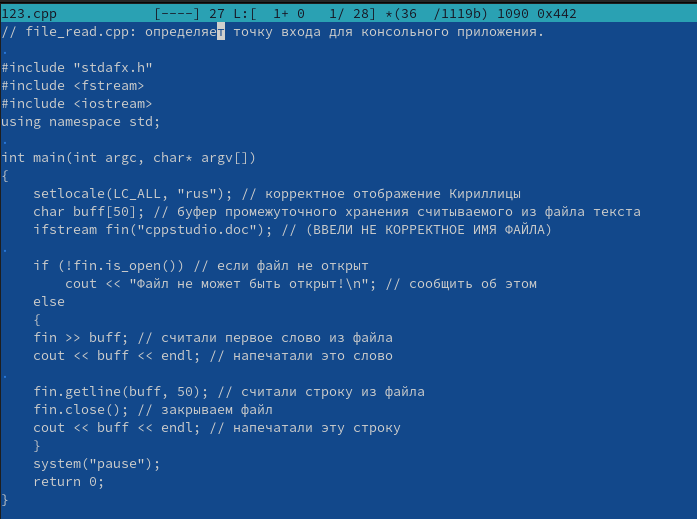 123.cpp [----] 27 L:[ 1+ 0 1/ 28] *(36 /1119b) 1090 0x442
// file_read.cpp: определяет точку входа для консольного приложения.
.
#include "stdafx.h"
#include <fstream>
#include <iostream>
using namespace std;
.
int main(int argc, char* argv[])
{
    setlocale(LC_ALL, "rus"); // корректное отображение Кириллицы
    char buff[50]; // буфер промежуточного хранения считываемого из файла текста
    ifstream fin("cppstudio.doc"); // (ВВЕЛИ НЕ КОРРЕКТНОЕ ИМЯ ФАЙЛА)
.
    if (!fin.is_open()) // если файл не открыт
        cout << "Файл не может быть открыт!\n"; // сообщить об этом
    else
    {
    fin >> buff; // считали первое слово из файла
    cout << buff << endl; // напечатали это слово
.
    fin.getline(buff, 50); // считали строку из файла
    fin.close(); // закрываем файл
    cout << buff << endl; // напечатали эту строку
    }
    system("pause");
    return 0;
}